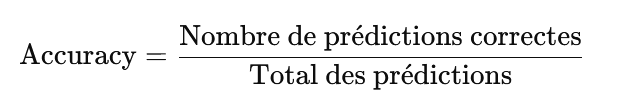 Accuracy = Nombre de prédictions correctes
Total des prédictions